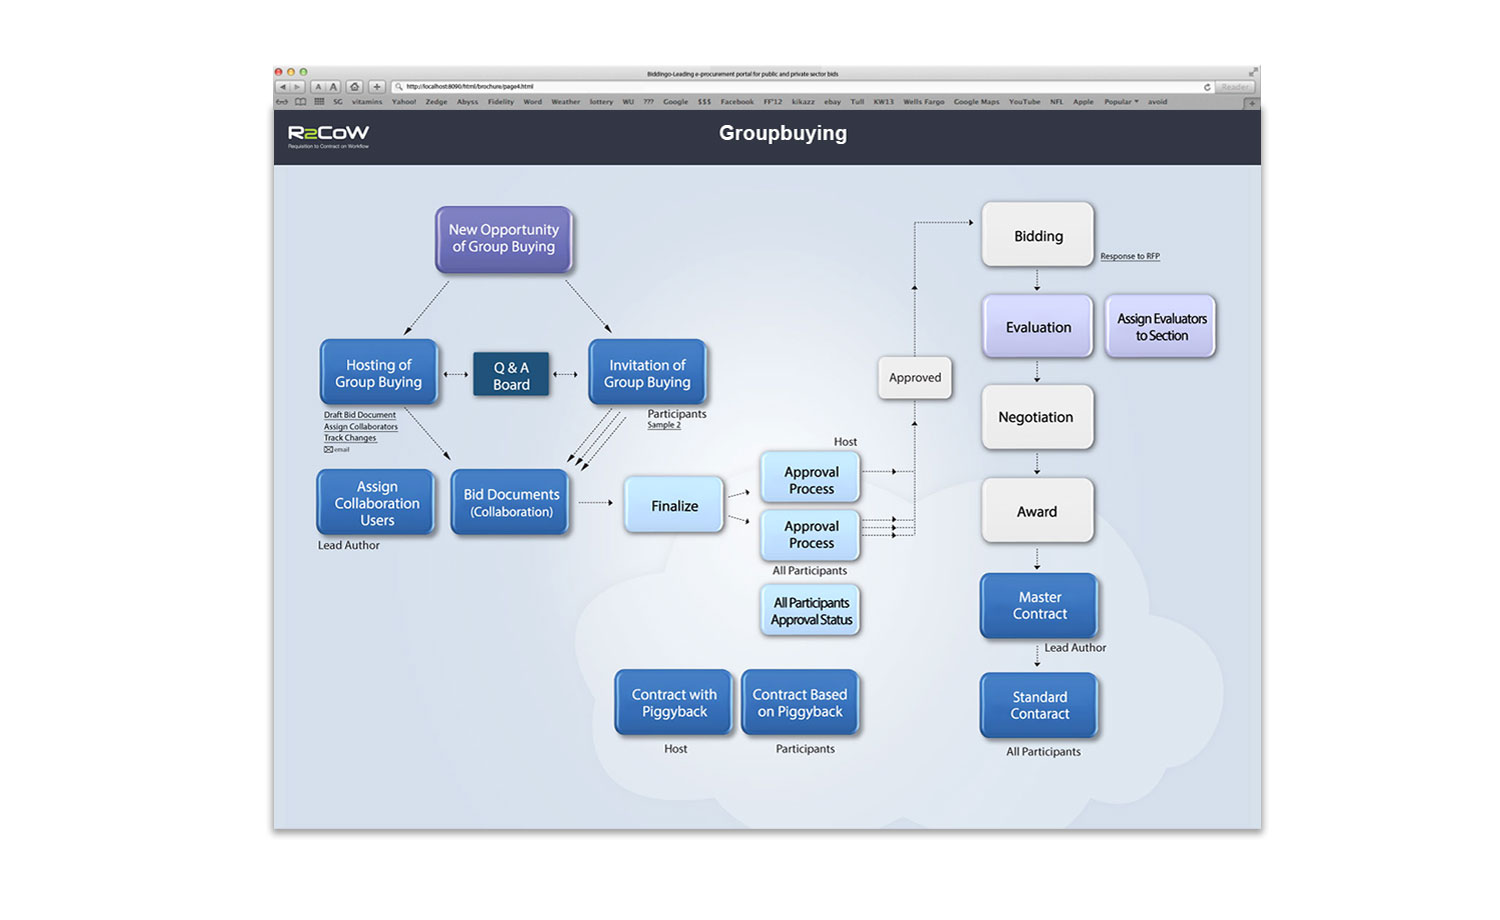 Biddingo-Leading e-procurement portal for public and private sector bids
A A
http://localhost:8090/html/brochure/page4.html
Reader
SG vitamins Yahoo! Zedge Abyss Fidelity Word Weather lottery WU ??? Google $$$ Facebook FF'12 kikazz ebay Tull KW13 Wells Fargo Google Maps YouTube NFL Apple Popular avoid
R2CoW
Requisition to Contract on Workflow
Groupbuying
New Opportunity
of Group Buying
Hosting of
Group Buying
Q & A
Board
Invitation of
Group Buying
Draft Bid Document
Assign Collaborators
Track Changes
email
Participants
Sample 2
Assign
Collaboration
Users
Lead Author
Bid Documents
(Collaboration)
Finalize
Host
Approval
Process
Approval
Process
All Participants
All Participants
Approval Status
Approved
Contract with
Piggyback
Host
Contract Based
on Piggyback
Participants
Bidding
Response to RFP
Evaluation
Assign Evaluators
to Section
Negotiation
Award
Master
Contract
Lead Author
Standard
Contaract
All Participants